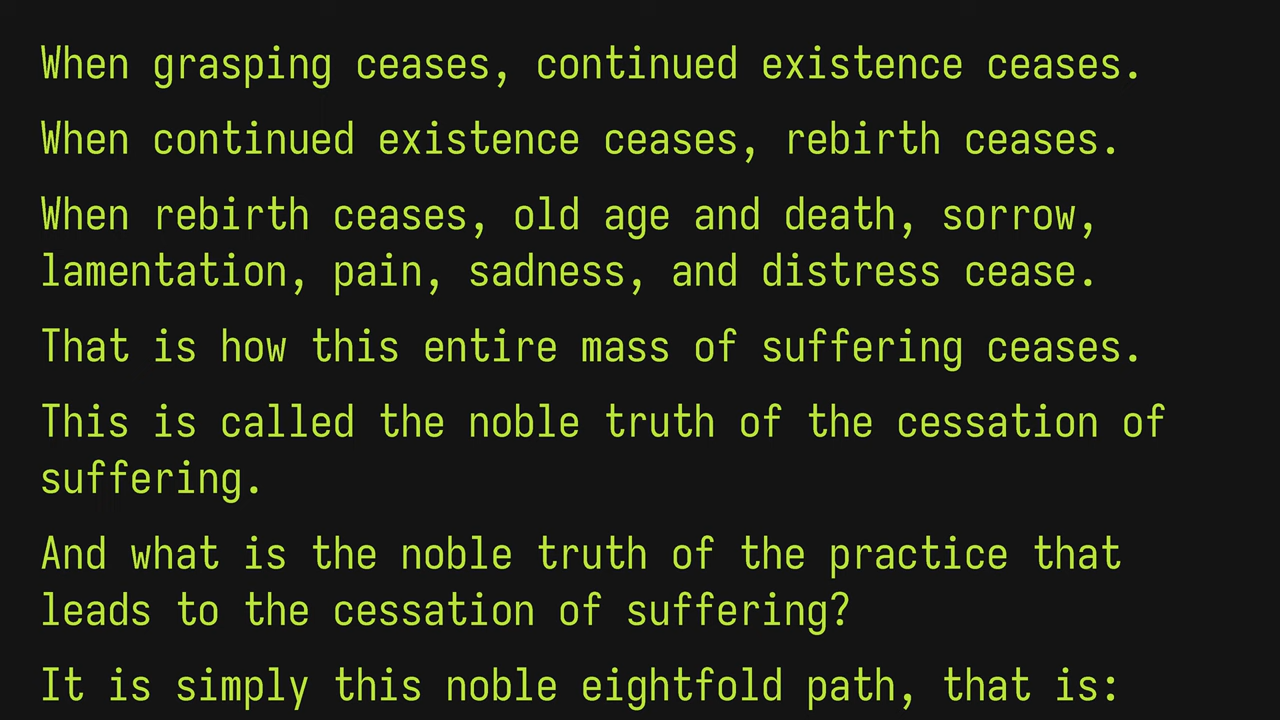 When grasping ceases, continued existence ceases.
When continued existence ceases, rebirth ceases.
When rebirth ceases, old age and death, sorrow,
lamentation, pain, sadness, and distress cease.
That is how this entire mass of suffering ceases.
This is called the noble truth of the cessation of
suffering.
And what is the noble truth of the practice that
leads to the cessation of suffering?
It is simply this noble eightfold path, that is: